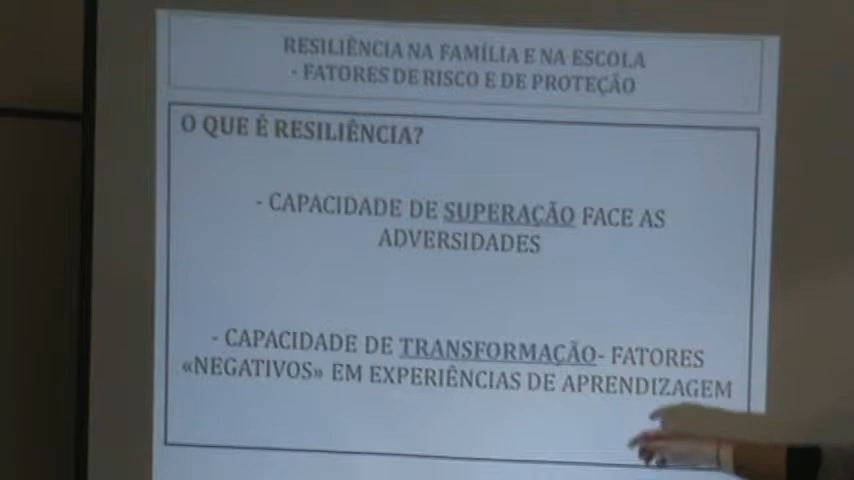 RESILIÊNCIA NA FAMÍLIA E NA ESCOLA
- FATORES DE RISCO E DE PROTEÇÃO
O QUE É RESILIÊNCIA?
- CAPACIDADE DE SUPERAÇÃO FACE AS
ADVERSIDADES
- CAPACIDADE DE TRANSFORMAÇÃO- FATORES
«NEGATIVOS» EM EXPERIÊNCIAS DE APRENDIZAGEM